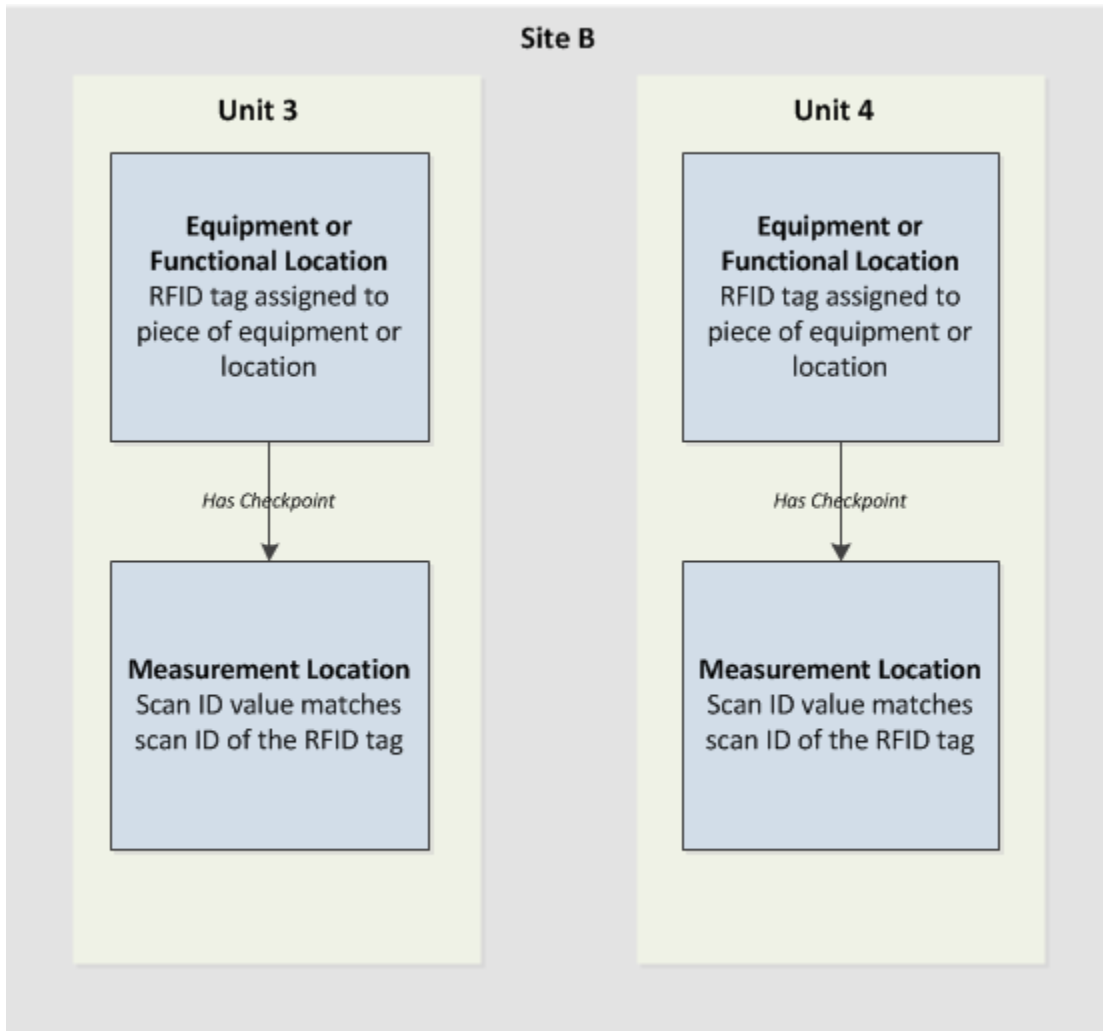 Site B
Unit 3
Equipment or
Functional Location
RFID tag assigned to
piece of equipment or
location
Has Checkpoint
Measurement Location
Scan ID value matches
scan ID of the RFID tag
Unit 4
Equipment or
Functional Location
RFID tag assigned to
piece of equipment or
location
Has Checkpoint
Measurement Location
Scan ID value matches
scan ID of the RFID tag